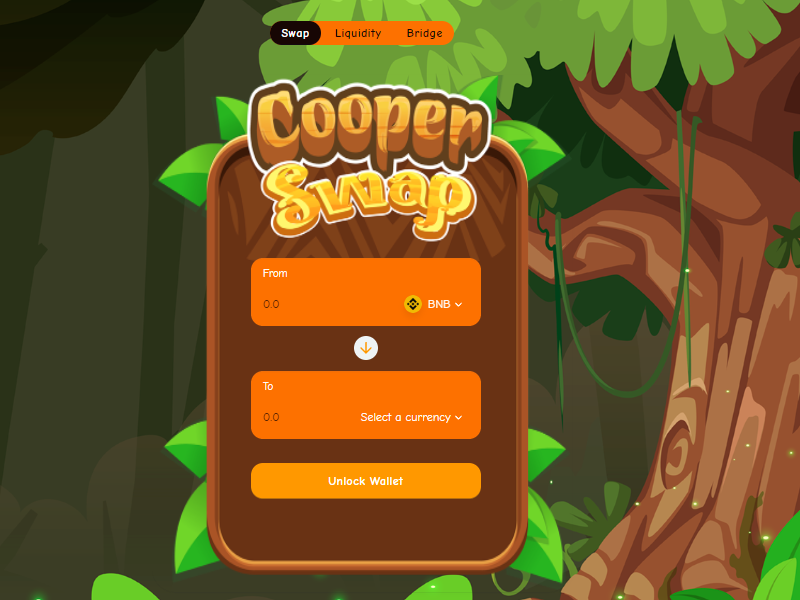 Swap Liquidity Bridge
Cooper
Swap
From
0.0 BNB
To
0.0 Select a currency
Unlock Wallet